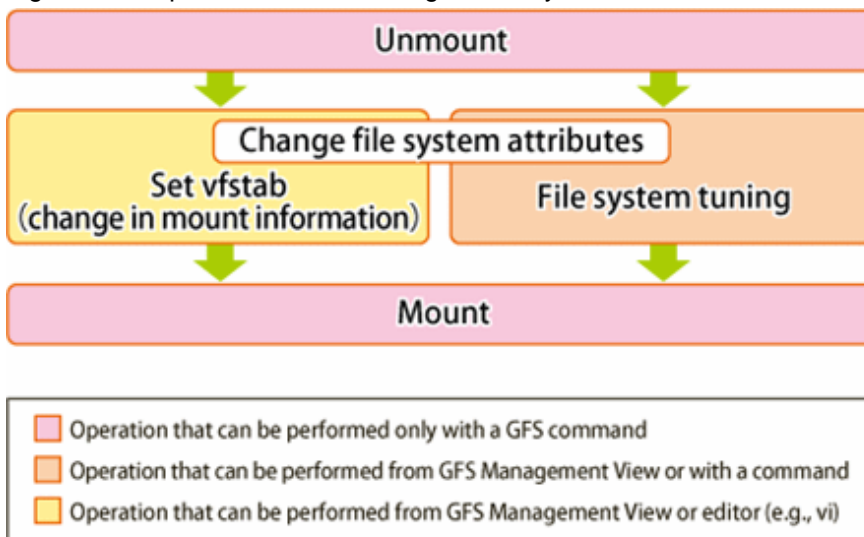 Unmount
Change file system attributes
Set vfstab
(change in mount information)
File system tuning
Mount
Operation that can be performed only with a GFS command
Operation that can be performed from GFS Management View or with a command
Operation that can be performed from GFS Management View or editor (e.g., vi)